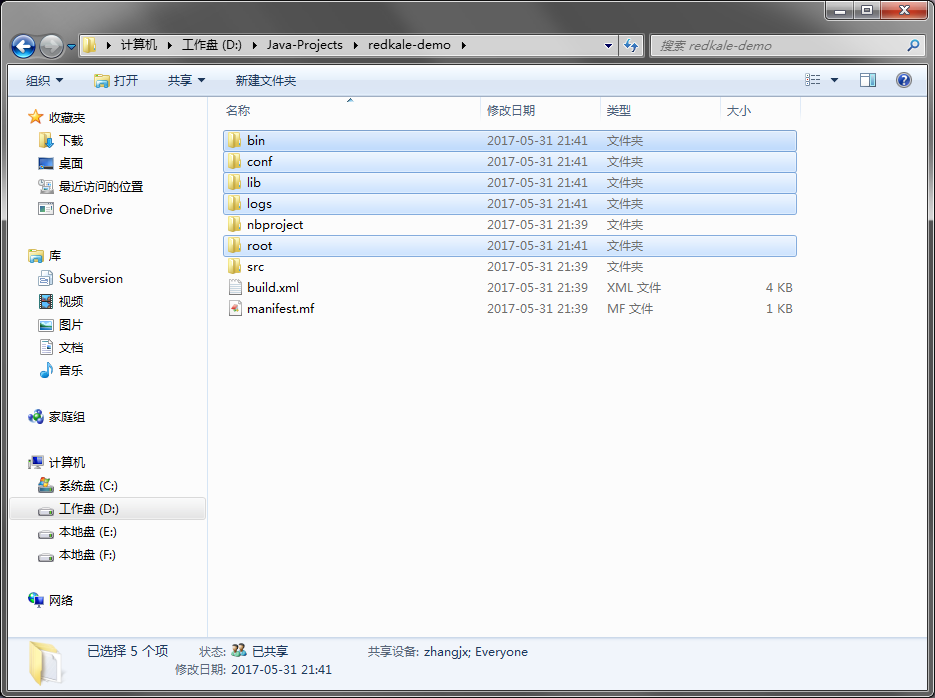 计算机 工作盘 (D:) Java-Projects redkale-demo
搜索 redkale-demo
组织 打开 共享 新建文件夹
收藏夹
下载
桌面
最近访问的位置
OneDrive
库
Subversion
视频
图片
文档
音乐
家庭组
计算机
系统盘 (C:)
工作盘 (D:)
本地盘 (E:)
本地盘 (F:)
网络
名称 修改日期 类型 大小
bin 2017-05-31 21:41 文件夹
conf 2017-05-31 21:41 文件夹
lib 2017-05-31 21:41 文件夹
logs 2017-05-31 21:41 文件夹
nbproject 2017-05-31 21:39 文件夹
root 2017-05-31 21:41 文件夹
src 2017-05-31 21:39 文件夹
build.xml 2017-05-31 21:39 XML 文件 4 KB
manifest.mf 2017-05-31 21:39 MF 文件 1 KB
已选择 5 个项 状态: 已共享 共享设备: zhangjx; Everyone
修改日期: 2017-05-31 21:41